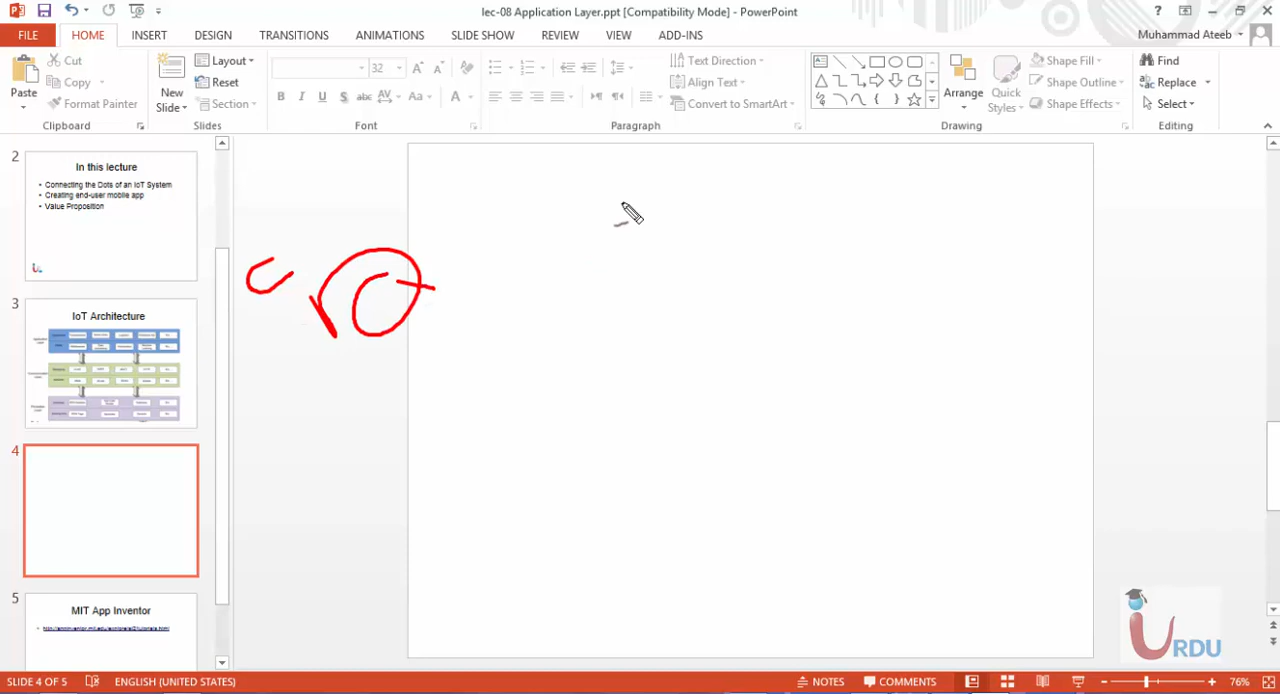 lec-08 Application Layer.ppt [Compatibility Mode] - PowerPoint
FILE HOME INSERT DESIGN TRANSITIONS ANIMATIONS SLIDE SHOW REVIEW VIEW ADD-INS Muhammad Ateeb
Paste Cut Copy Format Painter
Clipboard
New Slide Layout Reset Section
Slides
32
B I U S abc AV Aa A
Font
Text Direction
Align Text
Convert to SmartArt
Paragraph
Arrange Quick Styles Shape Fill Shape Outline Shape Effects
Drawing
Find
Replace
Select
Editing
2
In this lecture
• Connecting the Dots of an IoT System
• Creating end-user mobile app
• Value Proposition
3
IoT Architecture
4
5
MIT App Inventor
URDU
SLIDE 4 OF 5 ENGLISH (UNITED STATES) NOTES COMMENTS 76%